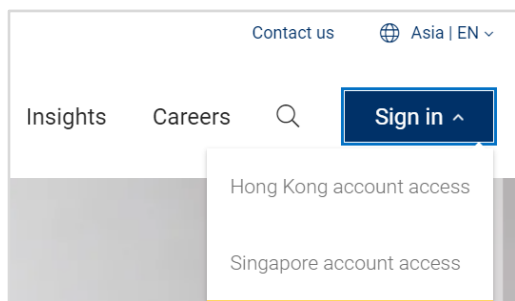 Contact us Asia | EN
Insights Careers Sign in
Hong Kong account access
Singapore account access